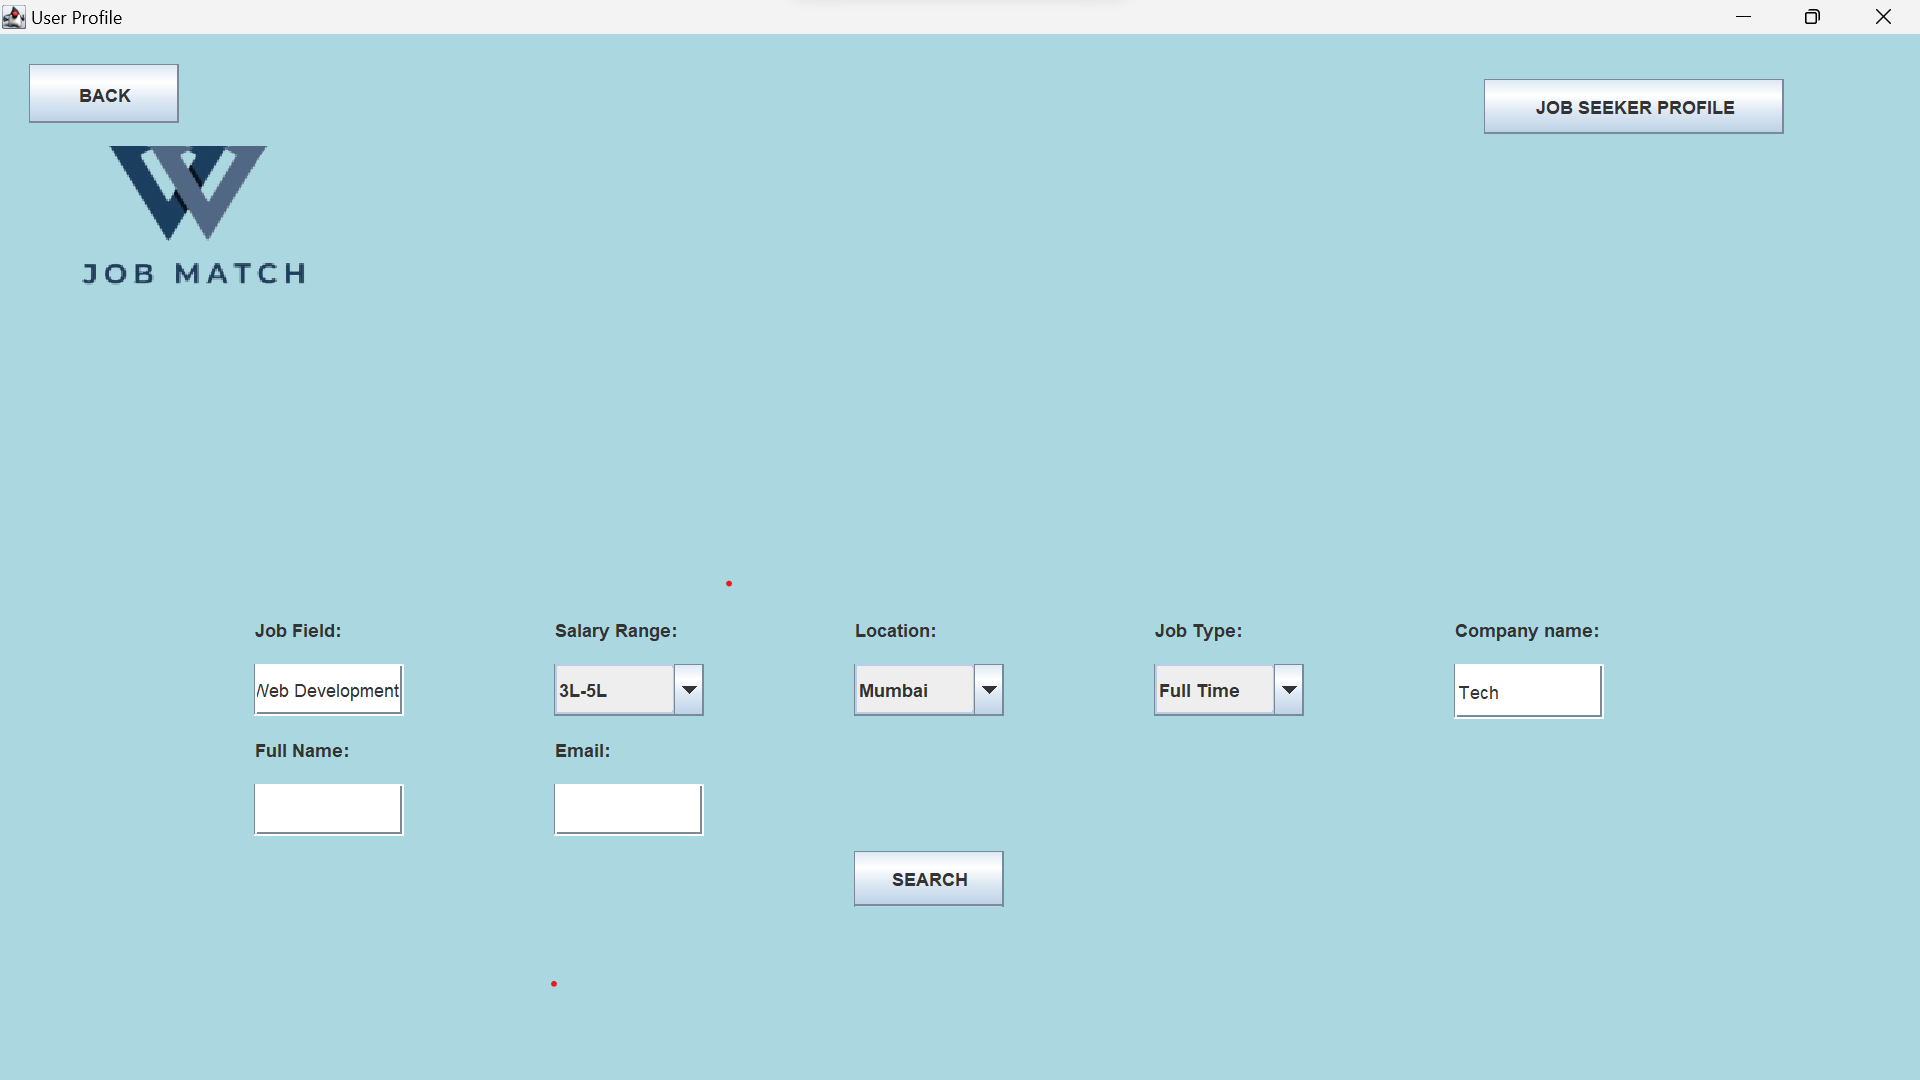 User Profile
BACK
JOB SEEKER PROFILE
JOB MATCH
Job Field:
Salary Range:
Location:
Job Type:
Company name:
Web Development
3L-5L
Mumbai
Full Time
Tech
Full Name:
Email:
SEARCH